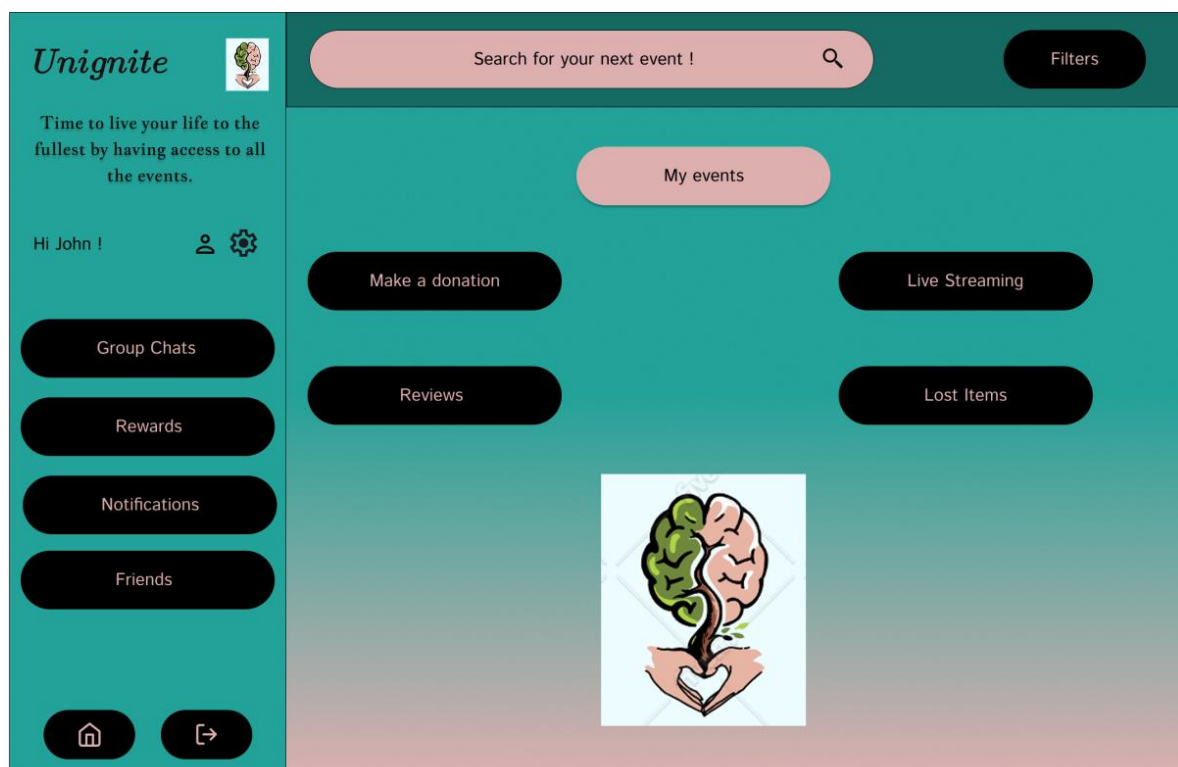 Unignite
Time to live your life to the
fullest by having access to all
the events.
Hi John !
Group Chats
Rewards
Notifications
Friends
Search for your next event !
Filters
My events
Make a donation
Live Streaming
Reviews
Lost Items